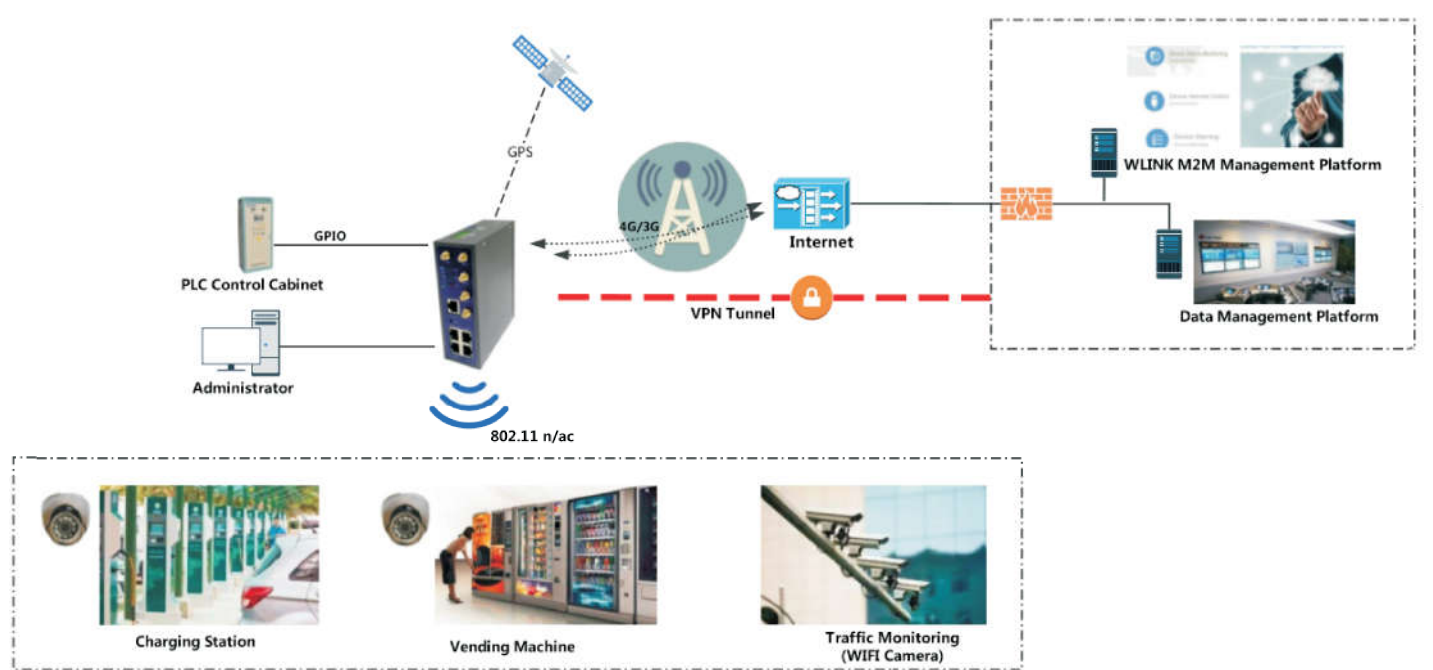 GPS
4G/3G
Internet
WLINK M2M Management Platform
GPIO
PLC Control Cabinet
VPN Tunnel
Data Management Platform
Administrator
802.11 n/ac
Charging Station
Vending Machine
Traffic Monitoring
(WIFI Camera)